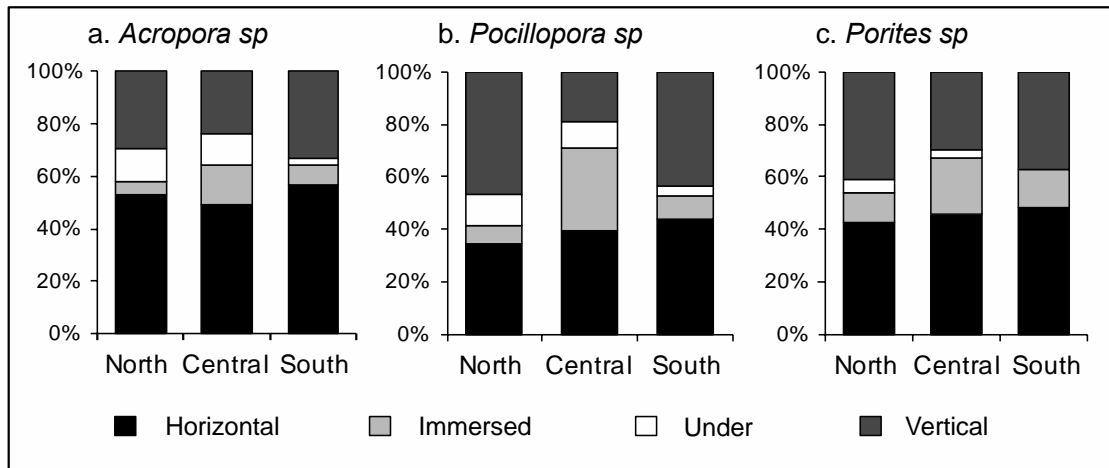 a. Acropora sp
b. Pocillopora sp
c. Porites sp
100%
80%
60%
40%
20%
0%
North Central South
100%
80%
60%
40%
20%
0%
North Central South
100%
80%
60%
40%
20%
0%
North Central South
Horizontal Immersed Under Vertical